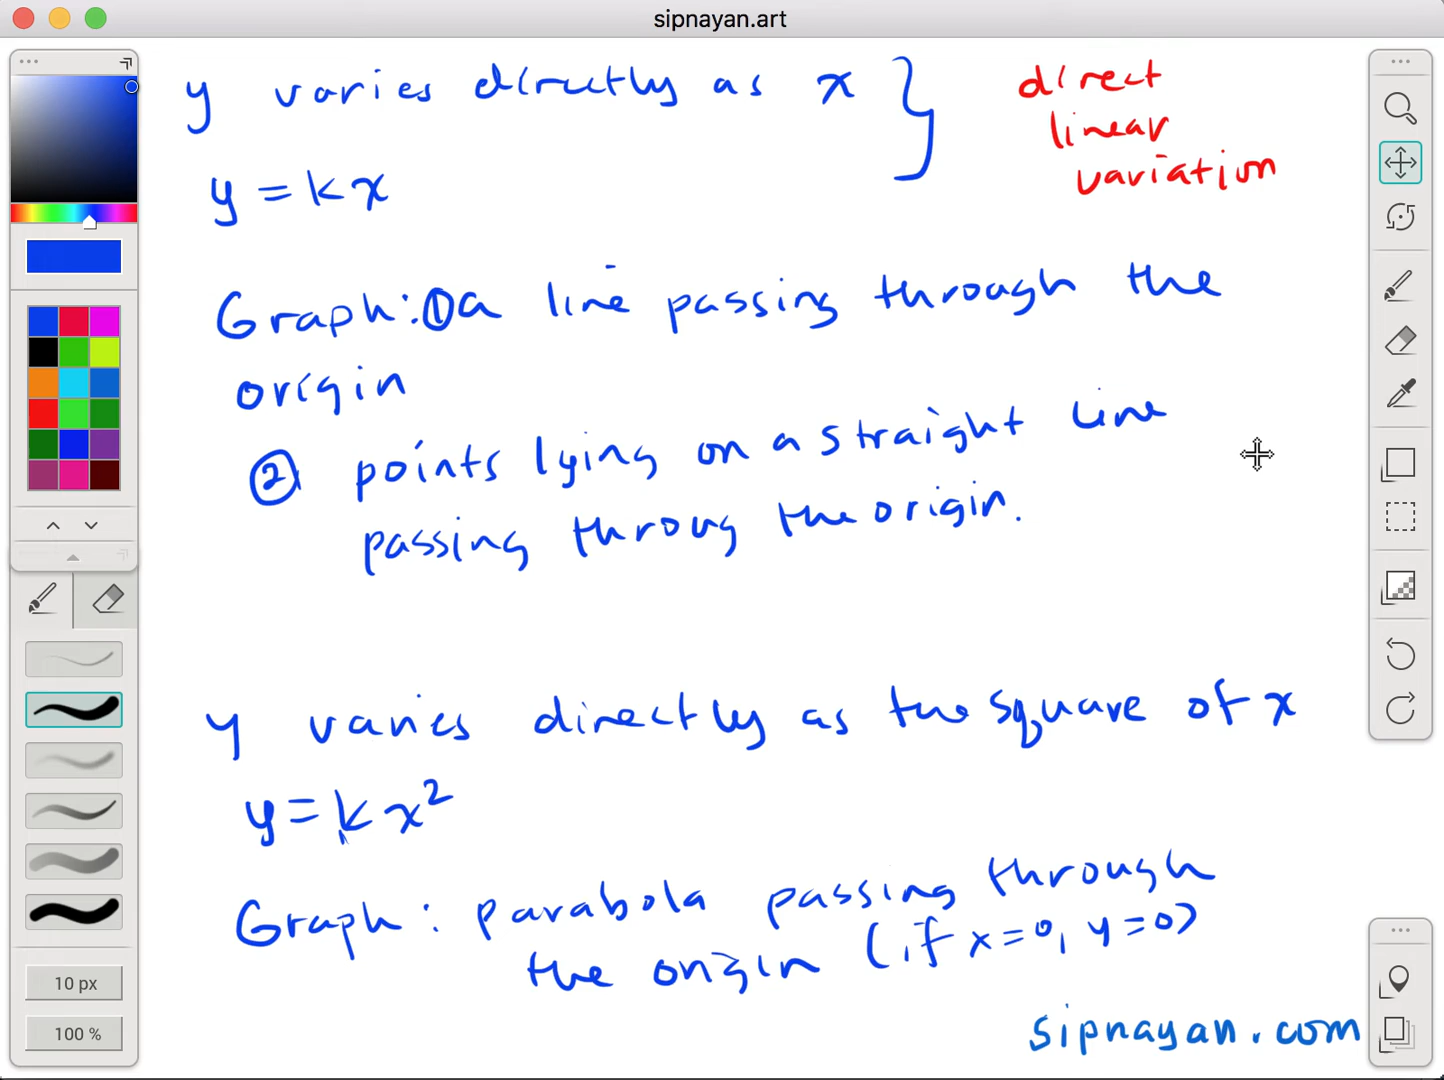 sipnayan.art
y varies directly as x
direct
linear
variation
y = kx
Graph: ① a line passing through the
origin
② points lying on a straight line
passing throug the origin.
y varies directly as the square of x
y = kx²
Graph: parabola passing through
the origin (if x = 0, y = 0)
sipnayan.com
10 px
100 %